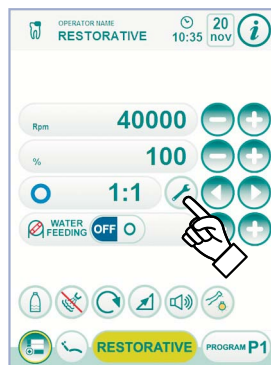 OPERATOR NAME
RESTORATIVE
10:35
20
nov
i
Rpm 40000
% 100
1:1
WATER
FEEDING
OFF
RESTORATIVE
PROGRAM P1